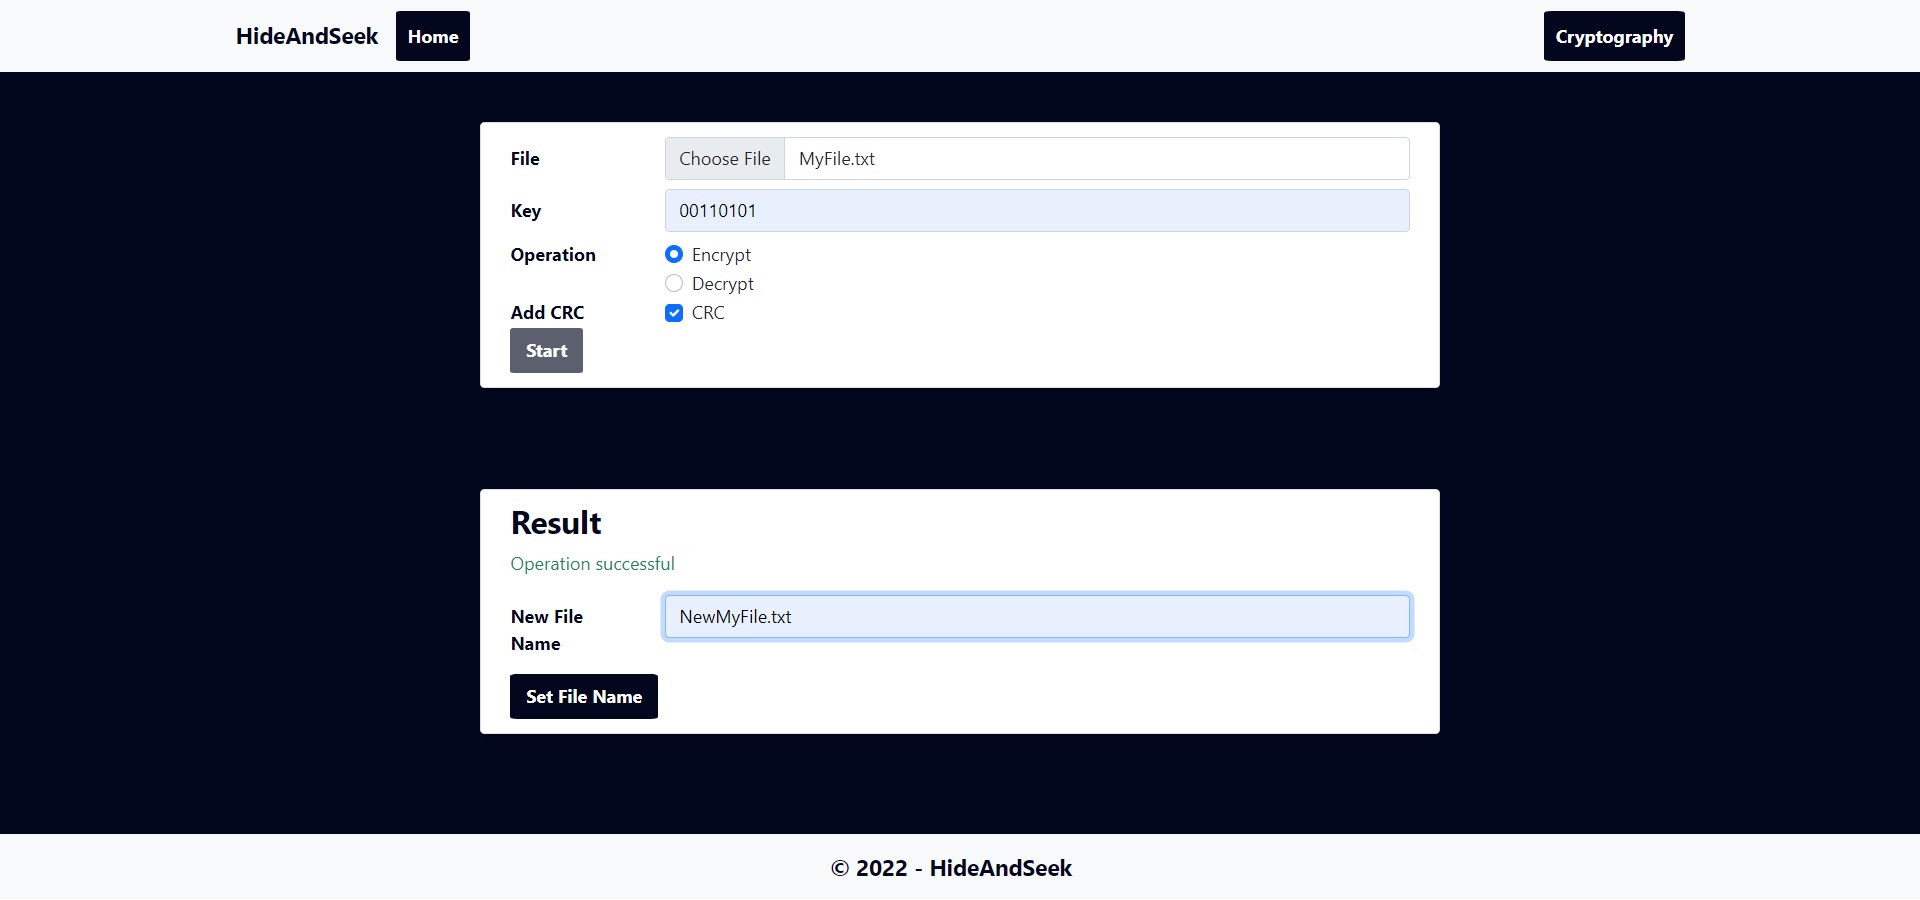 HideAndSeek Home Cryptography
File Choose File MyFile.txt
Key 00110101
Operation Encrypt
Decrypt
Add CRC CRC
Start
Result
Operation successful
New File Name NewMyFile.txt
Set File Name
© 2022 - HideAndSeek